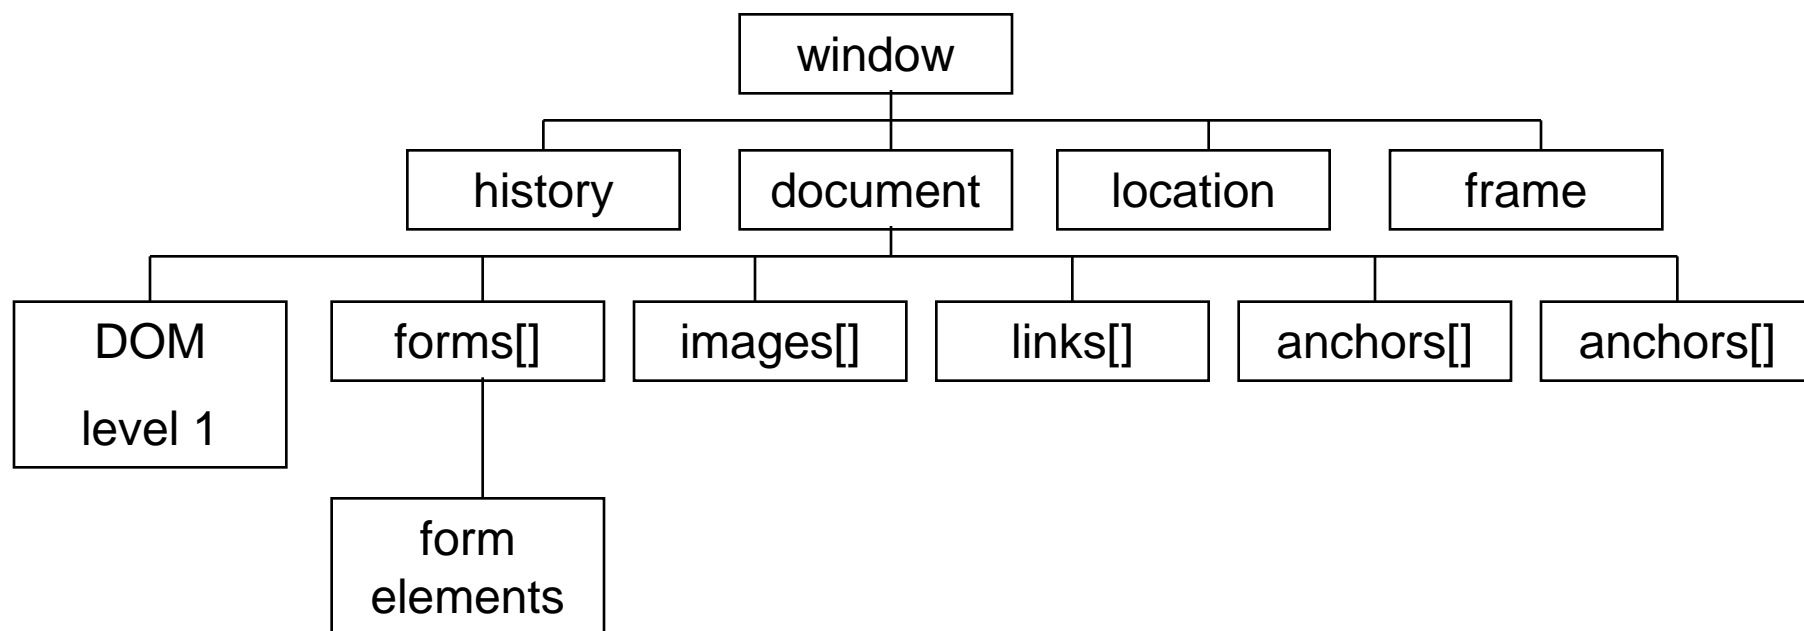 window
history
document
location
frame
DOM
level 1
forms[]
images[]
links[]
anchors[]
anchors[]
form
elements